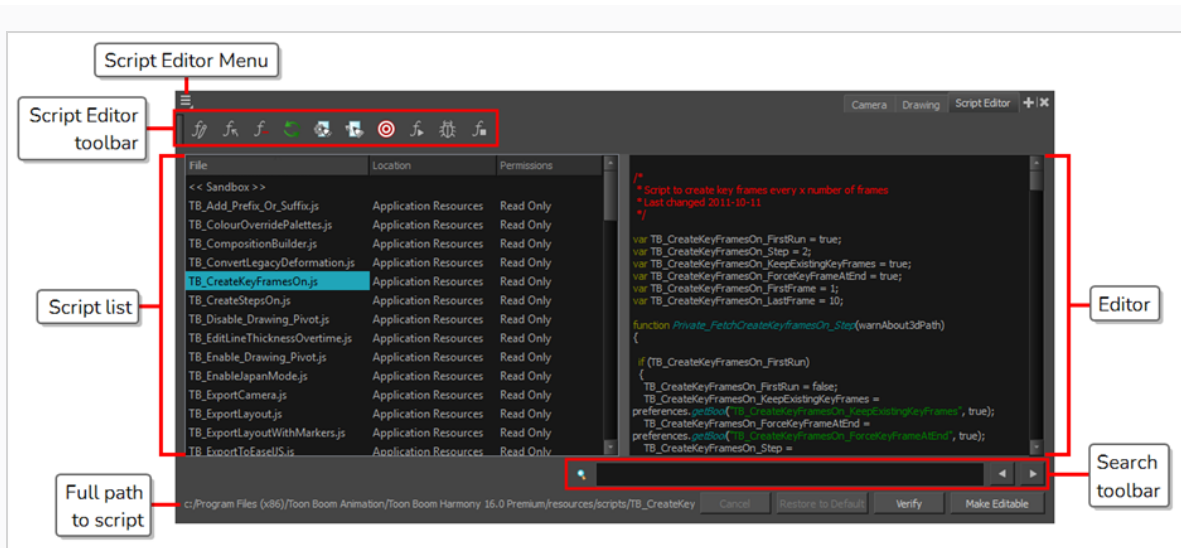 Script Editor Menu
Script Editor
toolbar
Camera Drawing Script Editor
File Location Permissions
<< Sandbox >>
TB_Add_Prefix_Or_Suffix.js Application Resources Read Only
TB_ColourOverridePalettes.js Application Resources Read Only
TB_CompositionBuilder.js Application Resources Read Only
TB_ConvertLegacyDeformation.js Application Resources Read Only
TB_CreateKeyFramesOn.js Application Resources Read Only
TB_CreateStepsOn.js Application Resources Read Only
TB_Disable_Drawing_Pivot.js Application Resources Read Only
TB_EditLineThicknessOvertime.js Application Resources Read Only
TB_Enable_Drawing_Pivot.js Application Resources Read Only
TB_EnableJapanMode.js Application Resources Read Only
TB_ExportCamera.js Application Resources Read Only
TB_ExportLayout.js Application Resources Read Only
TB_ExportLayoutWithMarkers.js Application Resources Read Only
TB_ExportToEaselJS.js Application Resources Read Only
/*
* Script to create key frames every x number of frames
* Last changed 2011-10-11
*/
var TB_CreateKeyFramesOn_FirstRun = true;
var TB_CreateKeyFramesOn_Step = 2;
var TB_CreateKeyFramesOn_KeepExistingKeyFrames = true;
var TB_CreateKeyFramesOn_ForceKeyFrameAtEnd = true;
var TB_CreateKeyFramesOn_FirstFrame = 1;
var TB_CreateKeyFramesOn_LastFrame = 10;
function Private_FetchCreateKeyframesOn_Step(warnAbout3dPath)
{
if (TB_CreateKeyFramesOn_FirstRun)
{
TB_CreateKeyFramesOn_FirstRun = false;
TB_CreateKeyFramesOn_KeepExistingKeyFrames =
preferences.getBool("TB_CreateKeyFramesOn_KeepExistingKeyFrames", true);
TB_CreateKeyFramesOn_ForceKeyFrameAtEnd =
preferences.getBool("TB_CreateKeyFramesOn_ForceKeyFrameAtEnd", true);
TB_CreateKeyFramesOn_Step =
Script list
Editor
Search
toolbar
Full path
to script
c:/Program Files (x86)/Toon Boom Animation/Toon Boom Harmony 16.0 Premium/resources/scripts/TB_CreateKey
Cancel Restore to Default Verify Make Editable